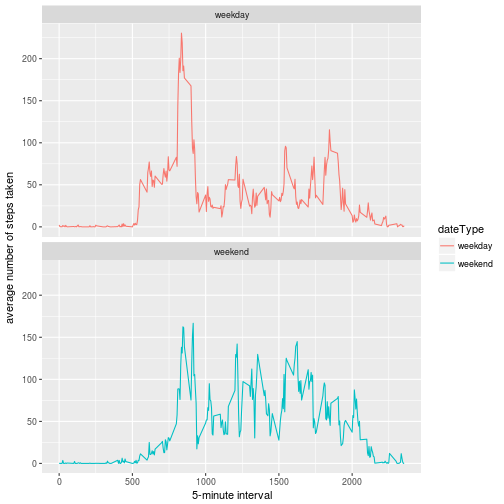 weekday
200
150
100
50
0
weekend
200
150
100
50
0
0
500
1000
1500
2000
5-minute interval
average number of steps taken
dateType
weekday
weekend